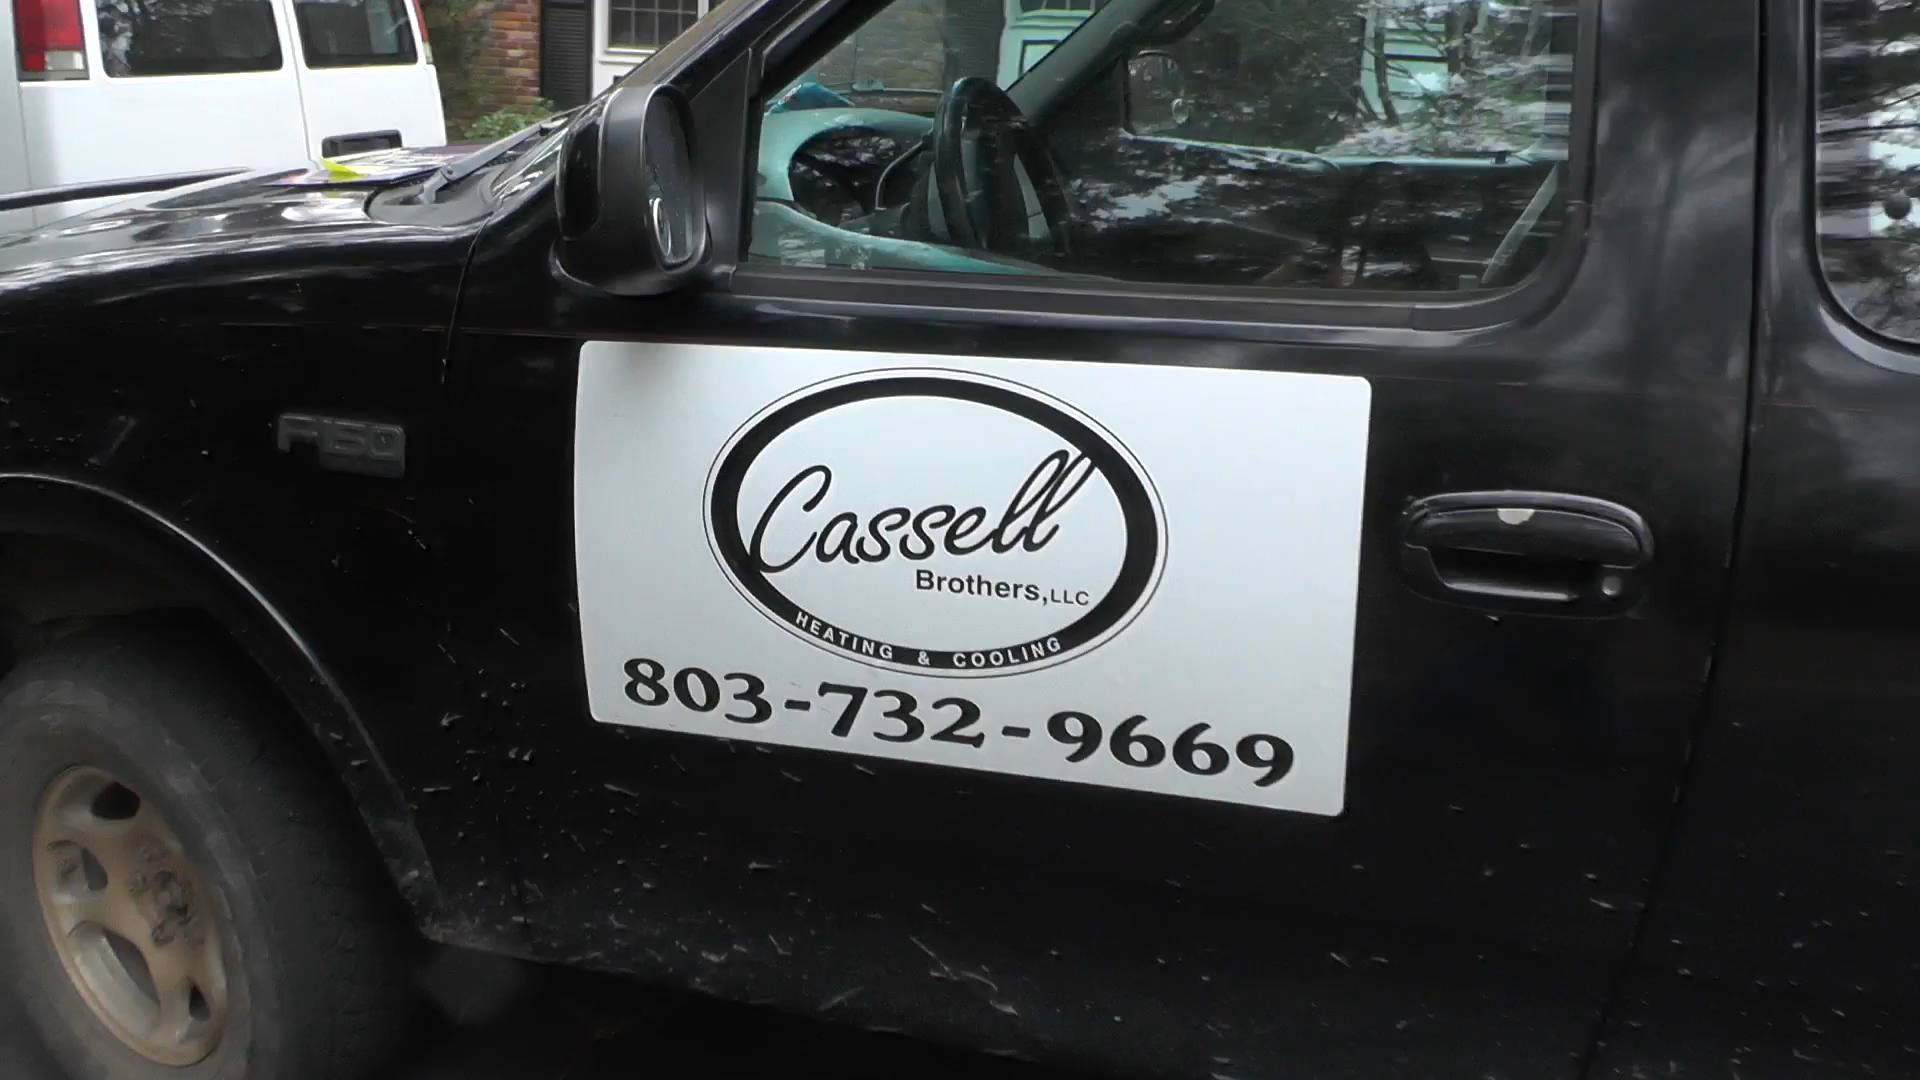 F150
Cassell
Brothers, LLC
HEATING & COOLING
803-732-9669